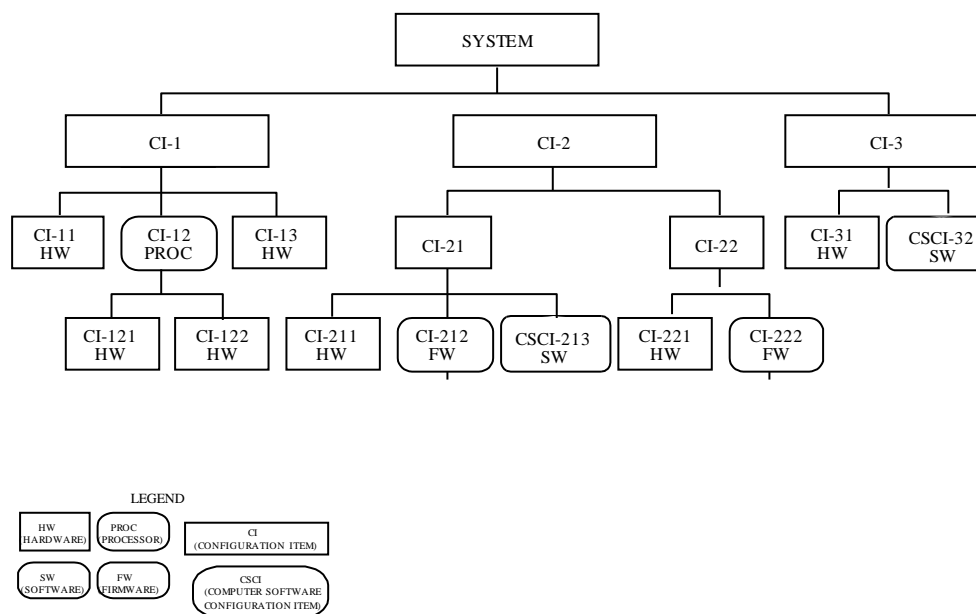 SYSTEM
CI-1
CI-2
CI-3
CI-11
HW
CI-12
PROC
CI-13
HW
CI-21
CI-22
CI-31
HW
CSCI-32
SW
CI-121
HW
CI-122
HW
CI-211
HW
CI-212
FW
CSCI-213
SW
CI-221
HW
CI-222
FW
LEGEND
HW
(HARDWARE)
PROC
(PROCESSOR)
CI
(CONFIGURATION ITEM)
SW
(SOFTWARE)
FW
(FIRMWARE)
CSCI
(COMPUTER SOFTWARE
CONFIGURATION ITEM)